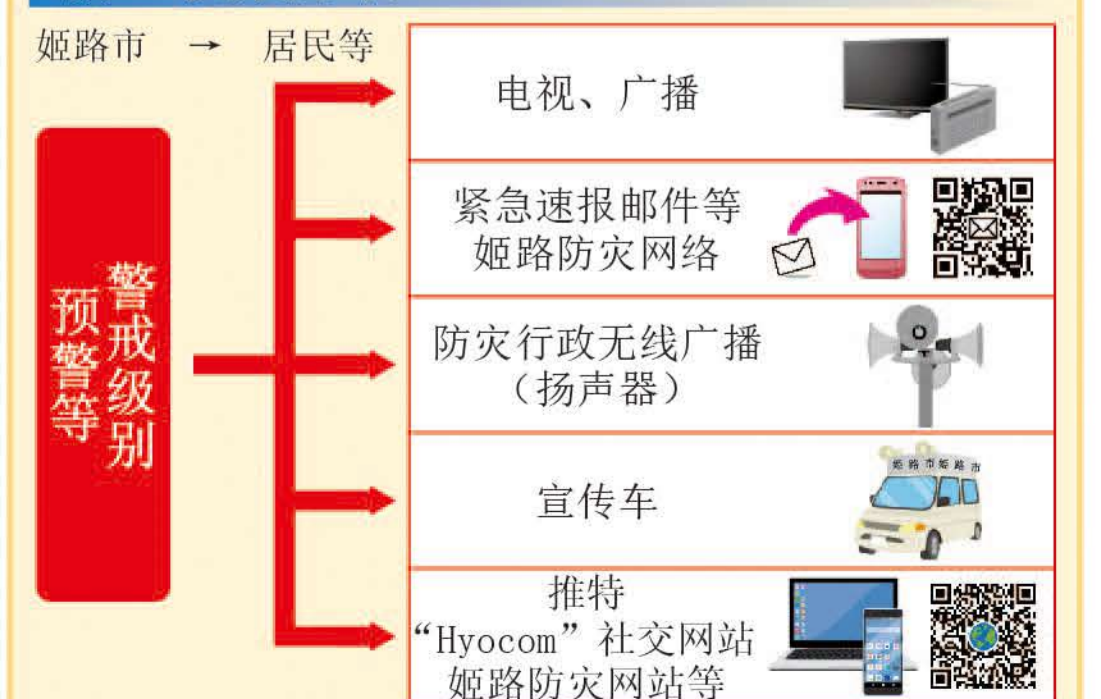 姬路市 → 居民等
警戒级别
预警等
电视、广播
紧急速报邮件等
姬路防灾网络
防灾行政无线广播
（扬声器）
宣传车
姬路市姬路市
推特
“Hyocom”社交网站
姬路防灾网站等